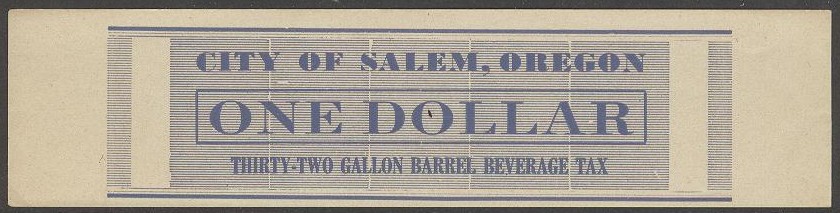 CITY OF SALEM, OREGON
ONE DOLLAR
THIRTY-TWO GALLON BARREL BEVERAGE TAX